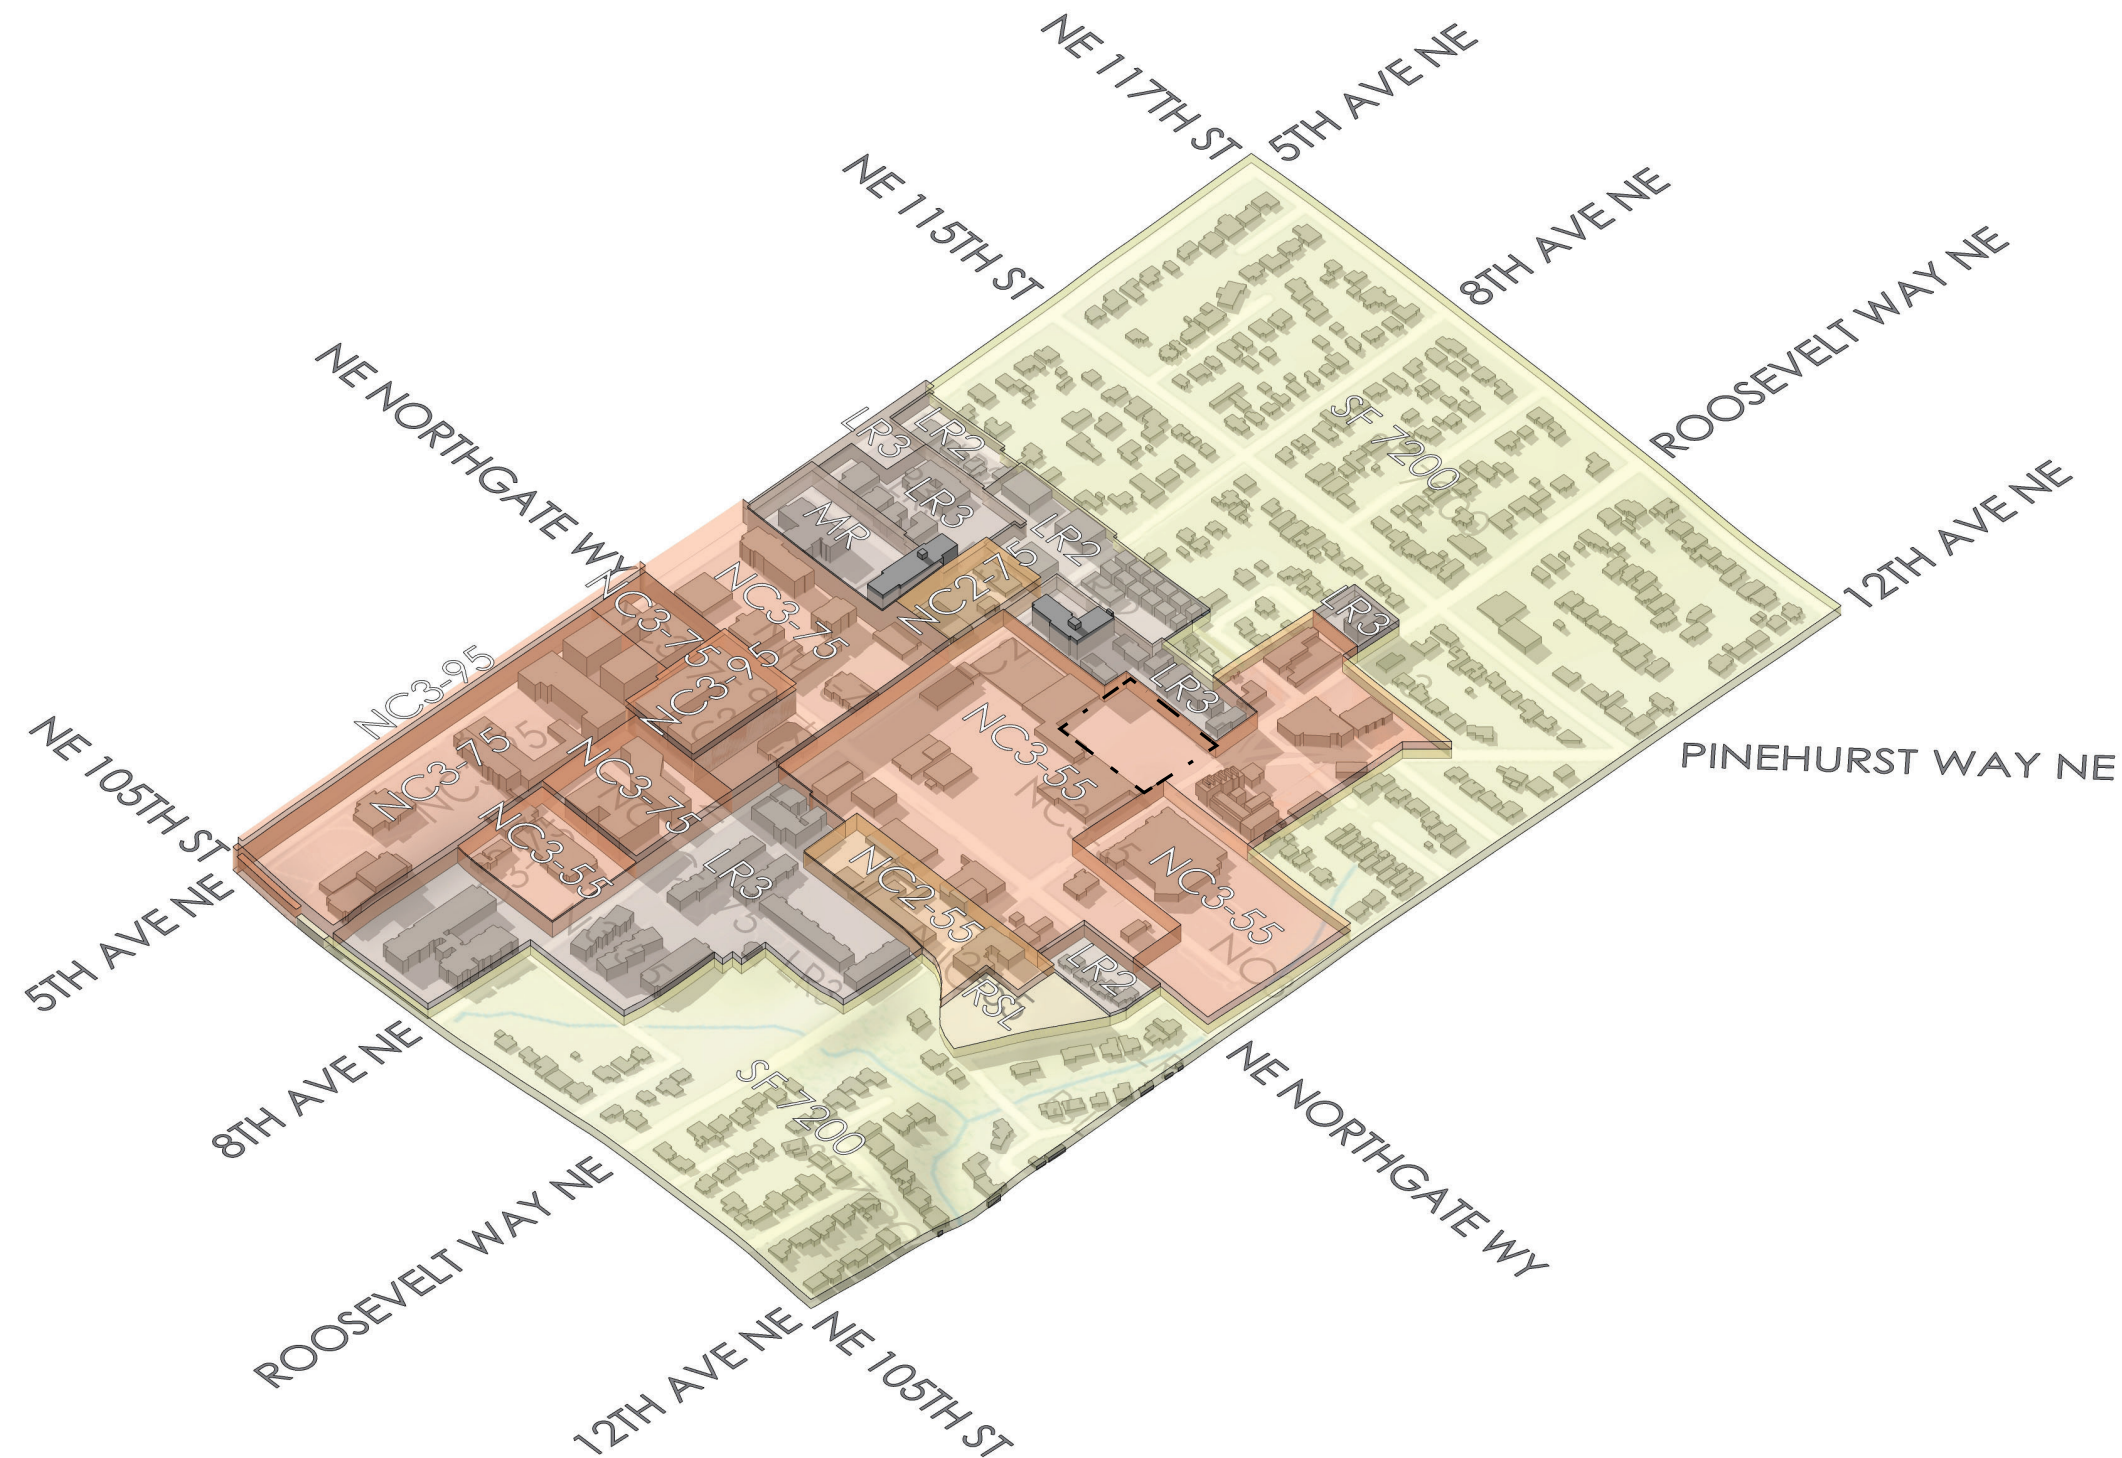 NE 117TH ST
5TH AVE NE
NE 115TH ST
8TH AVE NE
ROOSEVELT WAY NE
NE NORTHGATE WY
12TH AVE NE
SF 7200
LR3
LR2
LR3
MR
LR2
NC2-75
NC3-75
NC3-75
LR3
NC3-95
NC3-95
LR3
NC3-55
NC3-75
NC3-75
NC3-55
LR3
NC2-55
NC3-55
LR2
RSL
PINEHURST WAY NE
NE 105TH ST
5TH AVE NE
8TH AVE NE
SF 7200
NE NORTHGATE WY
ROOSEVELT WAY NE
12TH AVE NE
NE 105TH ST